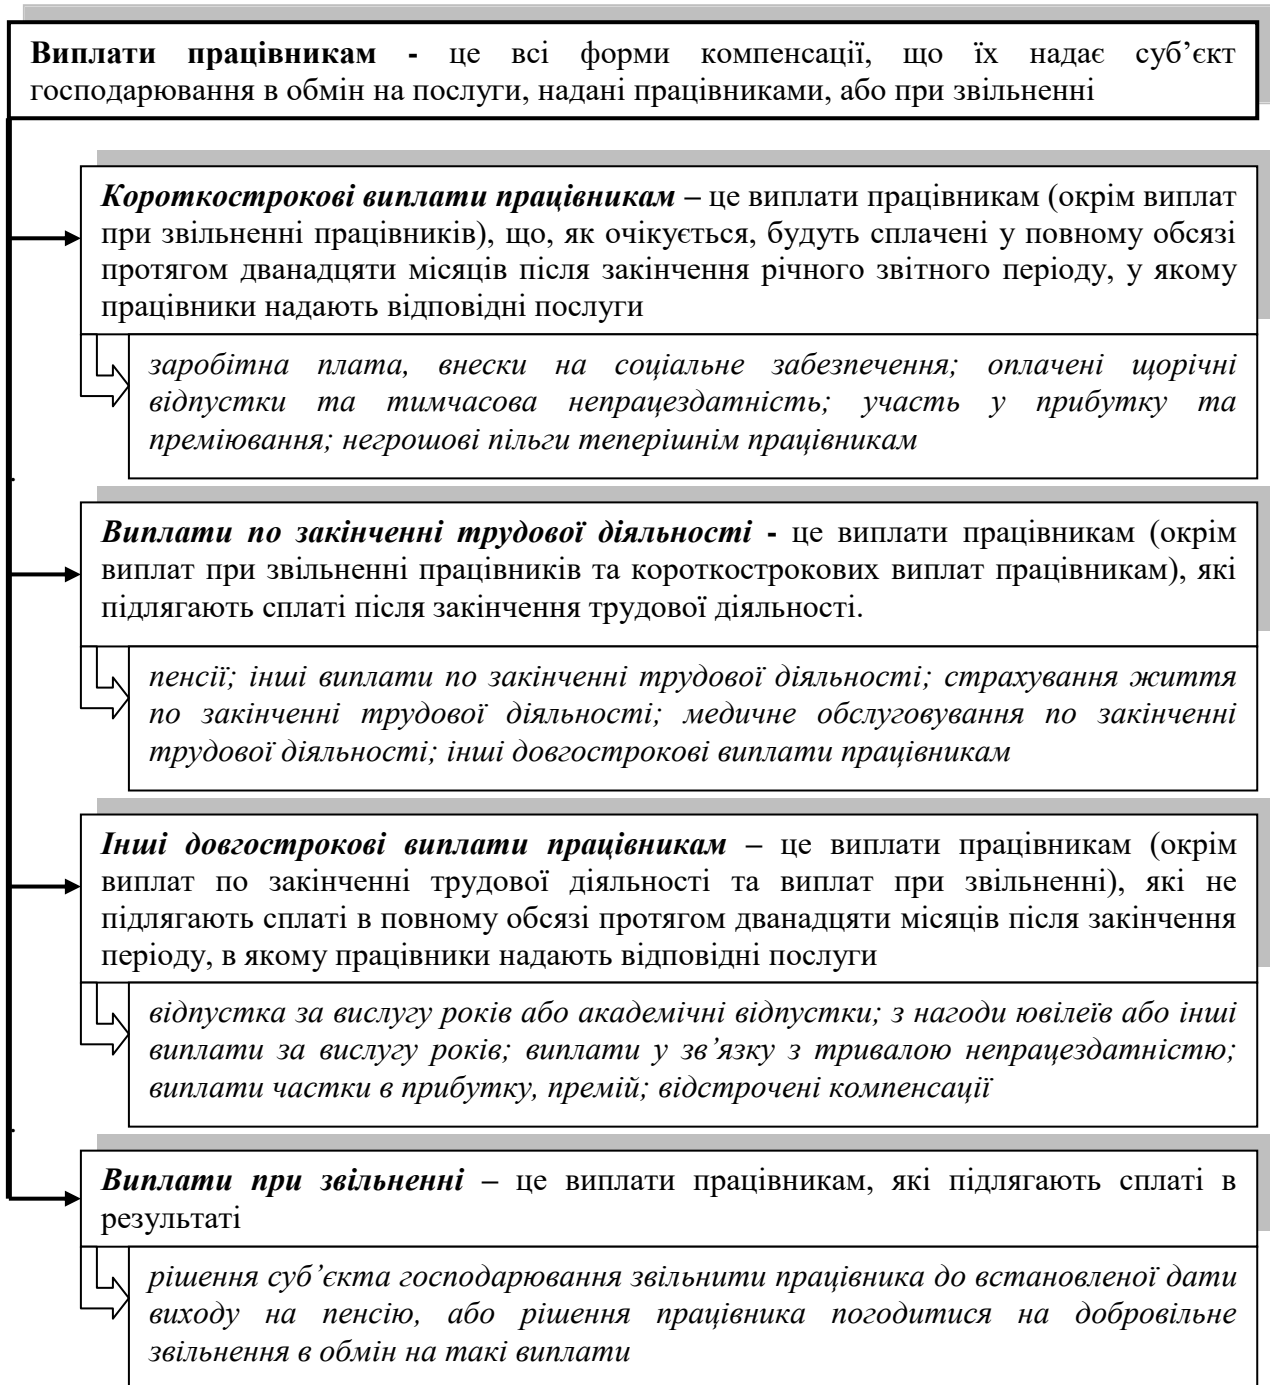 Виплати працівникам - це всі форми компенсації, що їх надає суб’єкт
господарювання в обмін на послуги, надані працівниками, або при звільненні
Короткострокові виплати працівникам – це виплати працівникам (окрім виплат
при звільненні працівників), що, як очікується, будуть сплачені у повному обсязі
протягом дванадцяти місяців після закінчення річного звітного періоду, у якому
працівники надають відповідні послуги
заробітна плата, внески на соціальне забезпечення; оплачені щорічні
відпустки та тимчасова непрацездатність; участь у прибутку та
преміювання; негрошові пільги теперішнім працівникам
Виплати по закінченні трудової діяльності - це виплати працівникам (окрім
виплат при звільненні працівників та короткострокових виплат працівникам), які
підлягають сплаті після закінчення трудової діяльності.
пенсії; інші виплати по закінченні трудової діяльності; страхування життя
по закінченні трудової діяльності; медичне обслуговування по закінченні
трудової діяльності; інші довгострокові виплати працівникам
Інші довгострокові виплати працівникам – це виплати працівникам (окрім
виплат по закінченні трудової діяльності та виплат при звільненні), які не
підлягають сплаті в повному обсязі протягом дванадцяти місяців після закінчення
періоду, в якому працівники надають відповідні послуги
відпустка за вислугу років або академічні відпустки; з нагоди ювілеїв або інші
виплати за вислугу років; виплати у зв’язку з тривалою непрацездатністю;
виплати частки в прибутку, премій; відстрочені компенсації
Виплати при звільненні – це виплати працівникам, які підлягають сплаті в
результаті
рішення суб’єкта господарювання звільнити працівника до встановленої дати
виходу на пенсію, або рішення працівника погодитися на добровільне
звільнення в обмін на такі виплати